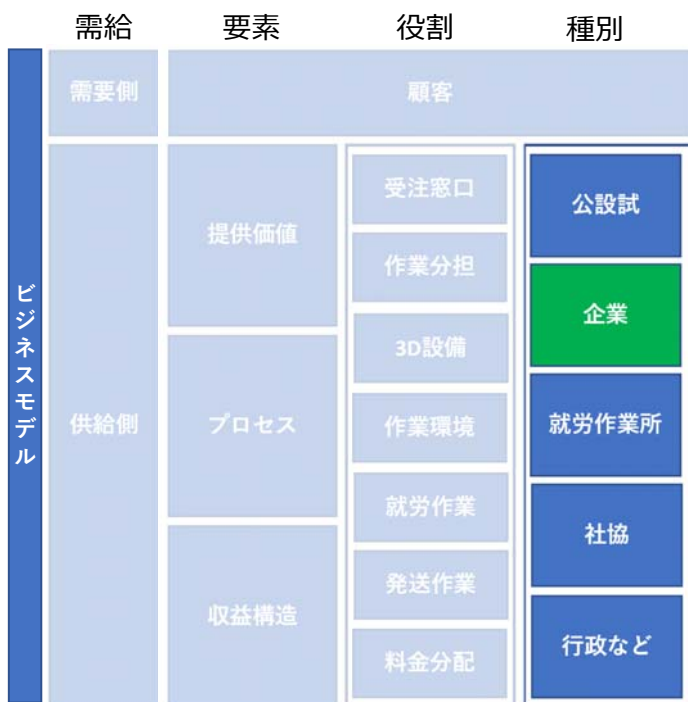 需給
要素
役割
種別
ビジネスモデル
需要側
顧客
供給側
提供価値
プロセス
収益構造
受注窓口
作業分担
3D設備
作業環境
就労作業
発送作業
料金分配
公設試
企業
就労作業所
社協
行政など